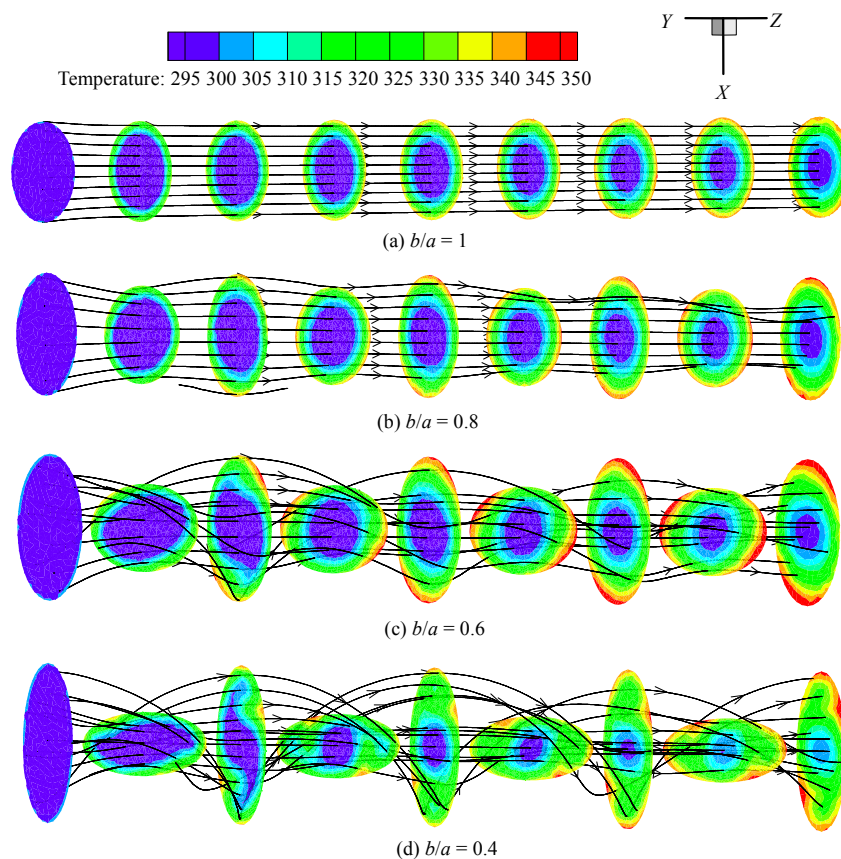 Y Z
X
Temperature: 295 300 305 310 315 320 325 330 335 340 345 350
(a) b/a = 1
(b) b/a = 0.8
(c) b/a = 0.6
(d) b/a = 0.4